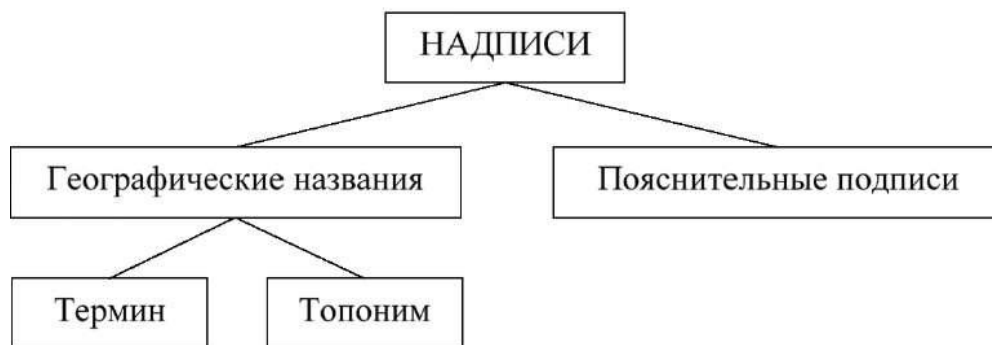 НАДПИСИ
Географические названия
Пояснительные подписи
Термин
Топоним